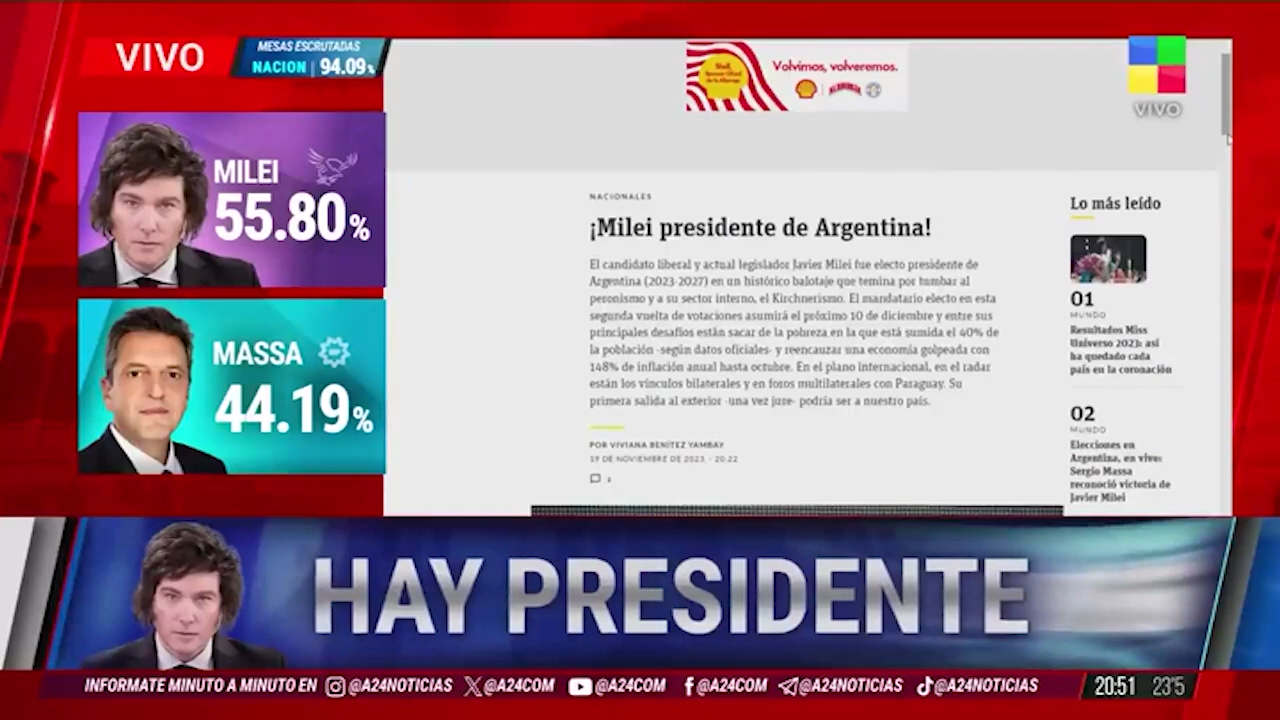 VIVO
MESAS ESCRUTADAS
NACION | 94.09%
MILEI
55.80%
MASSA
44.19%
Volvimos, volveremos.
VIVO
NACIONALES
¡Milei presidente de Argentina!
El candidato liberal y actual legislador Javier Milei fue electo presidente de
Argentina (2023-2027) en un histórico balotaje que temina por tumbar al
peronismo y a su sector interno, el Kirchnerismo. El mandatario electo en esta
segunda vuelta de votaciones asumirá el próximo 10 de diciembre y entre sus
principales desafíos están sacar de la pobreza en la que está sumida el 40% de
la población -según datos oficiales- y reencauzar una economía golpeada con
148% de inflación anual hasta octubre. En el plano internacional, en el radar
están los vínculos bilaterales y en foros multilaterales con Paraguay. Su
primera salida al exterior -una vez jure- podría ser a nuestro país.
POR VIVIANA BENÍTEZ YAMBAY
19 DE NOVIEMBRE DE 2023 - 20:22
Lo más leído
01
MUNDO
Resultados Miss
Universo 2023: así
ha quedado cada
país en la coronación
02
MUNDO
Elecciones en
Argentina, en vivo:
Sergio Massa
reconoció victoria de
Javier Milei
HAY PRESIDENTE
INFORMATE MINUTO A MINUTO EN @A24NOTICIAS @A24COM @A24COM @A24COM @A24NOTICIAS @A24NOTICIAS
20:51 23°5